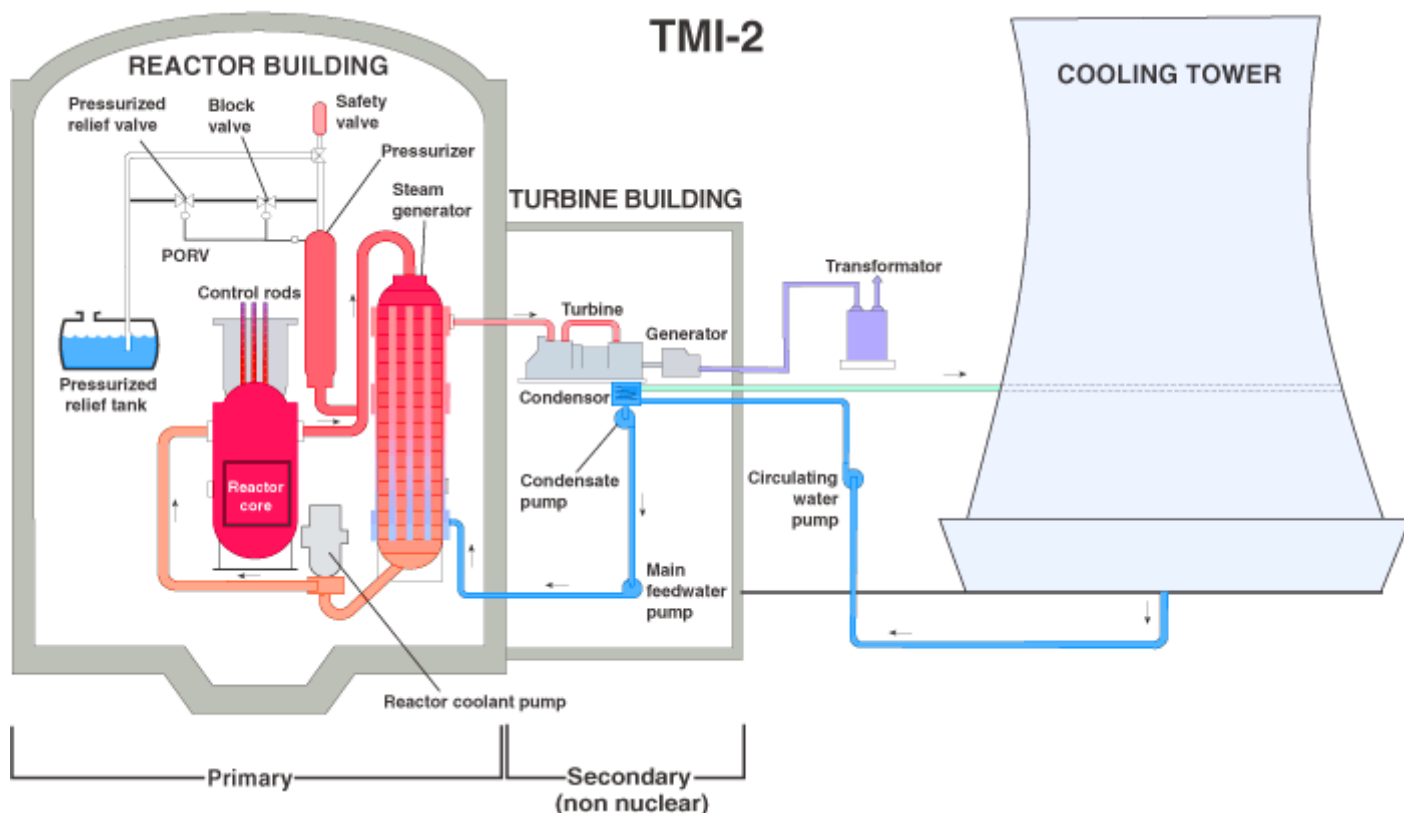 TMI-2
REACTOR BUILDING
COOLING TOWER
Pressurized
relief valve
Block
valve
Safety
valve
Pressurizer
Steam
generator
TURBINE BUILDING
PORV
Control rods
Transformator
Turbine
Generator
Pressurized
relief tank
Condensor
Reactor
core
Condensate
pump
Circulating
water
pump
Main
feedwater
pump
Reactor coolant pump
Primary
Secondary
(non nuclear)